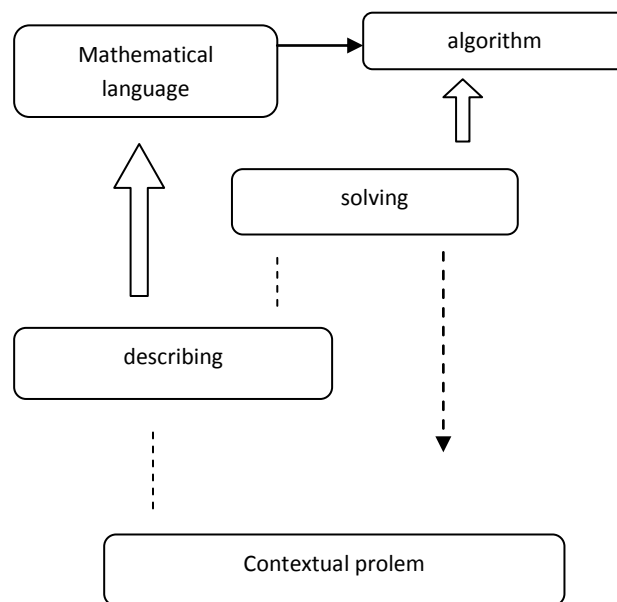 Mathematical
language
algorithm
solving
describing
Contextual prolem